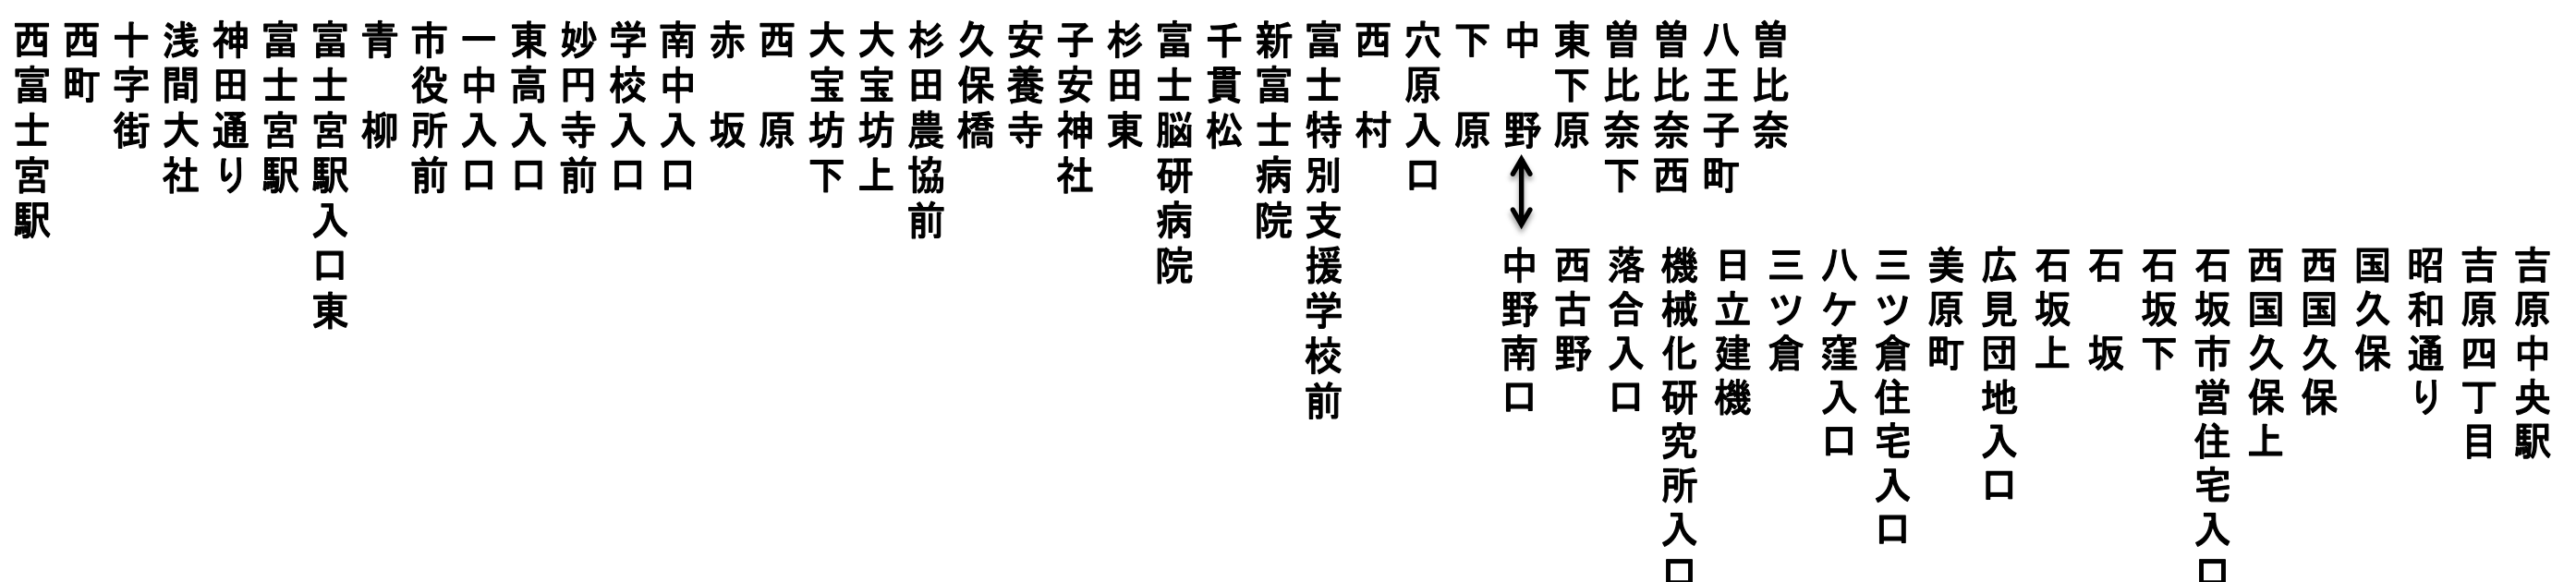 西富士宮駅
西町
十字街
浅間大社
神田通り
富士宮駅
富士宮駅入口東
青柳
市役所前
一中入口
東高入口
妙円寺前
学校入口
南中入口
赤坂
西原
大宝坊下
大宝坊上
杉田農協前
久保橋
安養寺
子安神社
杉田東
富士脳研病院
千貫松
新富士病院
富士特別支援学校前
西村
穴原入口
下原
中野
東下原
曽比奈下
曽比奈西
八王子町
曽比奈
中野南口
西古野
落合入口
機械化研究所入口
日立建機
三ツ倉
八ケ窪入口
三ツ倉住宅入口
美原町
広見団地入口
石坂上
石坂
石坂下
石坂市営住宅入口
西国久保上
西国久保
国久保
昭和通り
吉原四丁目
吉原中央駅